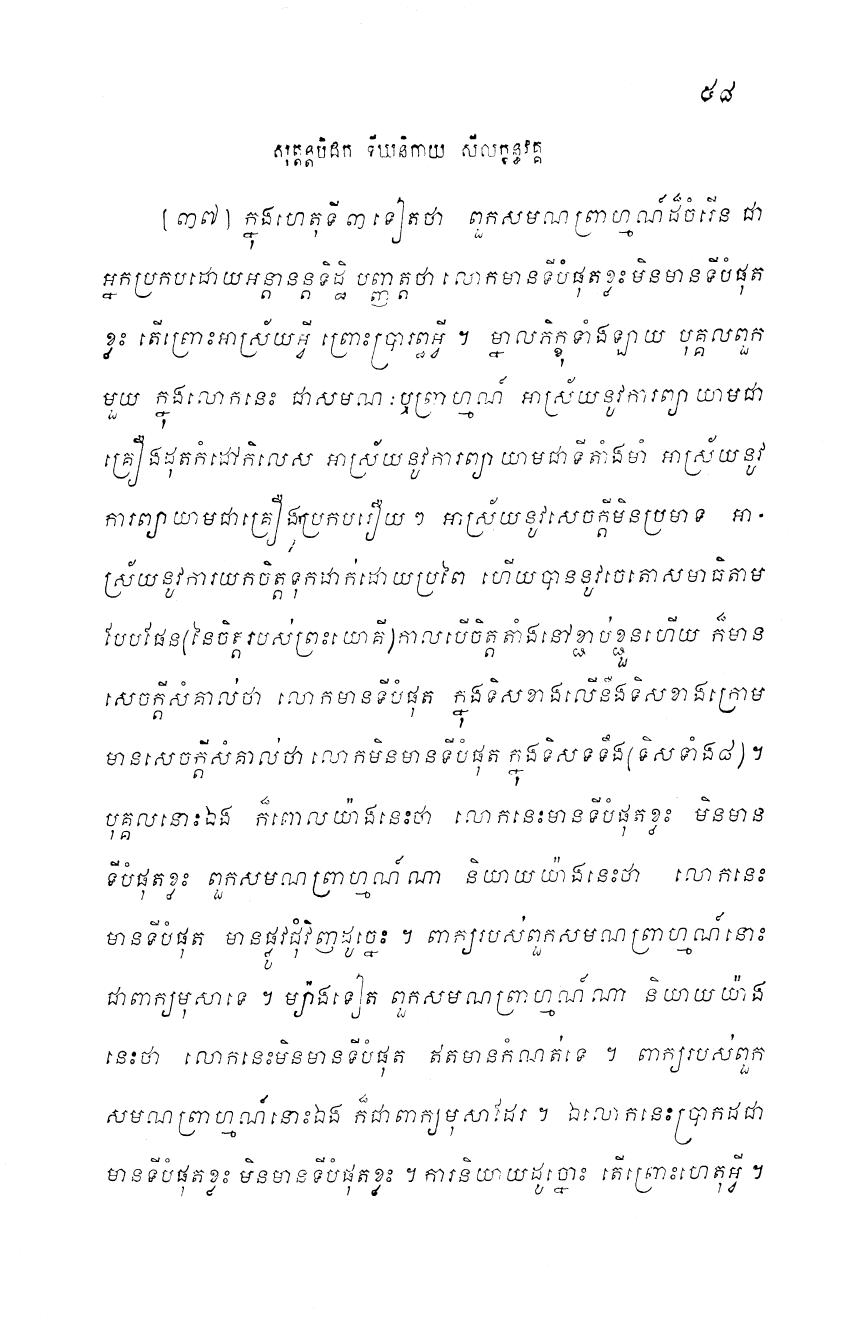 ៥៨
សុត្តន្តបិដក ទីឃនិកាយ សីលក្ខន្ធវគ្គ
(៣៧) ក្នុងហេតុទី៣ទៀតថា ពួកសមណព្រាហ្មណ៍ដ៏ចំរើន ជា
អ្នកប្រកបដោយអន្តានន្តទិដ្ឋិ បញ្ញាត្តថា លោកមានទីបំផុតខ្វះមិនមានទីបំផុត
ខ្វះ តើព្រោះអាស្រ័យអ្វី ព្រោះប្រារព្ធអ្វី ។ ម្នាលភិក្ខុទាំងឡាយ បុគ្គលពួក
មួយ ក្នុងលោកនេះ ជាសមណៈឬព្រាហ្មណ៍ អាស្រ័យនូវការព្យាយាមជា
គ្រឿងដុតកំដៅកិលេស អាស្រ័យនូវការព្យាយាមជាទីតាំងមាំ អាស្រ័យនូវ
ការព្យាយាមជាគ្រឿងប្រកបរឿយៗ អាស្រ័យនូវសេចក្តីមិនប្រមាទ អា-
ស្រ័យនូវការយកចិត្តទុកដាក់ដោយប្រពៃ ហើយបាននូវចេតោសមាធិតាម
បែបផែន(នៃចិត្តរបស់ព្រះយោគី)កាលបើចិត្តតាំងនៅខ្ជាប់ខ្ជួនហើយ ក៏មាន
សេចក្តីសំគាល់ថា លោកមានទីបំផុត ក្នុងទិសខាងលើនឹងទិសខាងក្រោម
មានសេចក្តីសំគាល់ថា លោកមិនមានទីបំផុត ក្នុងទិសទទឹង(ទិសទាំង៨) ។
បុគ្គលនោះឯង ក៏ពោលយ៉ាងនេះថា លោកនេះមានទីបំផុតខ្វះ មិនមាន
ទីបំផុតខ្វះ ពួកសមណព្រាហ្មណ៍ណា និយាយយ៉ាងនេះថា លោកនេះ
មានទីបំផុត មានផ្លូវជុំវិញដូច្នេះ ។ ពាក្យរបស់ពួកសមណព្រាហ្មណ៍នោះ
ជាពាក្យមុសាទេ ។ ម្យ៉ាងទៀត ពួកសមណព្រាហ្មណ៍ណា និយាយយ៉ាង
នេះថា លោកនេះមិនមានទីបំផុត ឥតមានកំណត់ទេ ។ ពាក្យរបស់ពួក
សមណព្រាហ្មណ៍នោះឯង ក៏ជាពាក្យមុសាដែរ ។ ឯលោកនេះប្រាកដជា
មានទីបំផុតខ្វះ មិនមានទីបំផុតខ្វះ ។ ការនិយាយដូច្នោះ តើព្រោះហេតុអ្វី ។